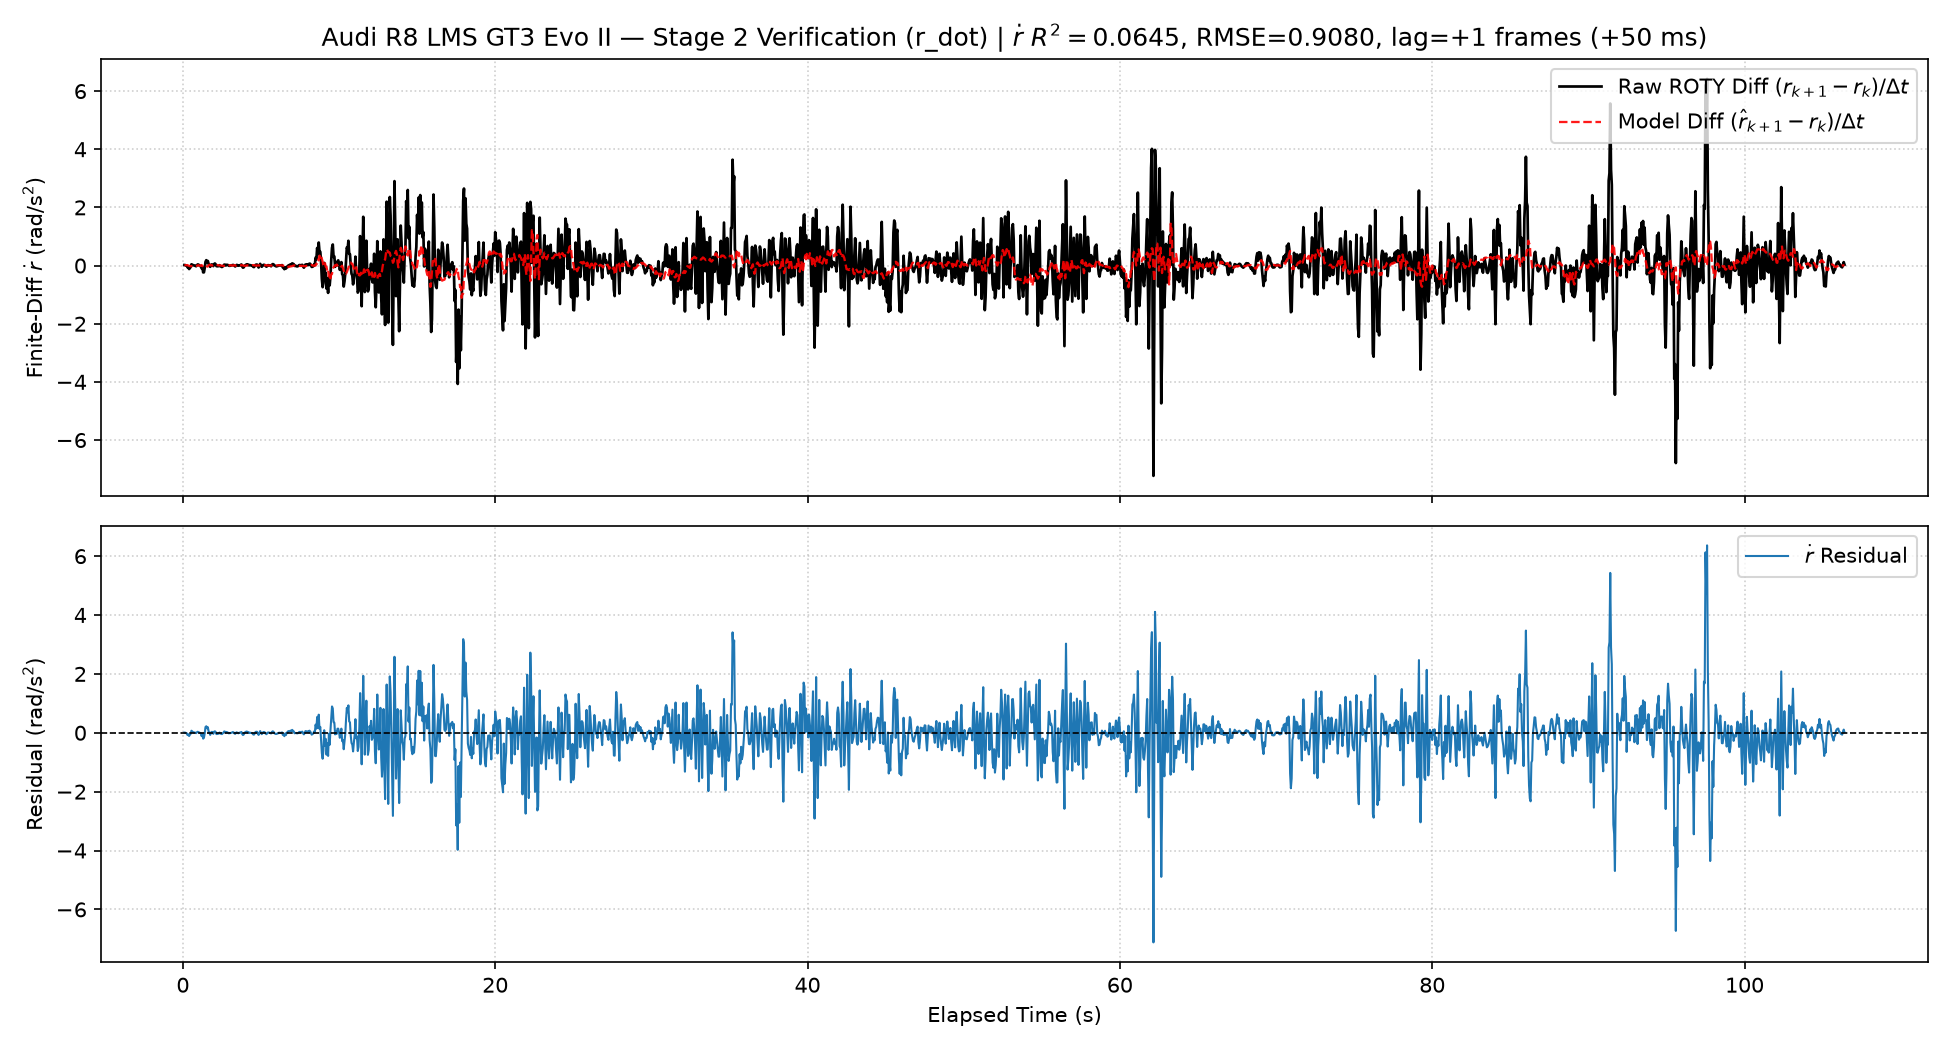 Audi R8 LMS GT3 Evo II — Stage 2 Verification (r_dot) | ṙ R² = 0.0645, RMSE=0.9080, lag=+1 frames (+50 ms)
Raw ROTY Diff (rₖ₊₁ − rₖ)/Δt
Model Diff (r̂ₖ₊₁ − rₖ)/Δt
Finite-Diff ṙ (rad/s²)
6
4
2
0
−2
−4
−6
ṙ Residual
Residual (rad/s²)
6
4
2
0
−2
−4
−6
0 20 40 60 80 100
Elapsed Time (s)